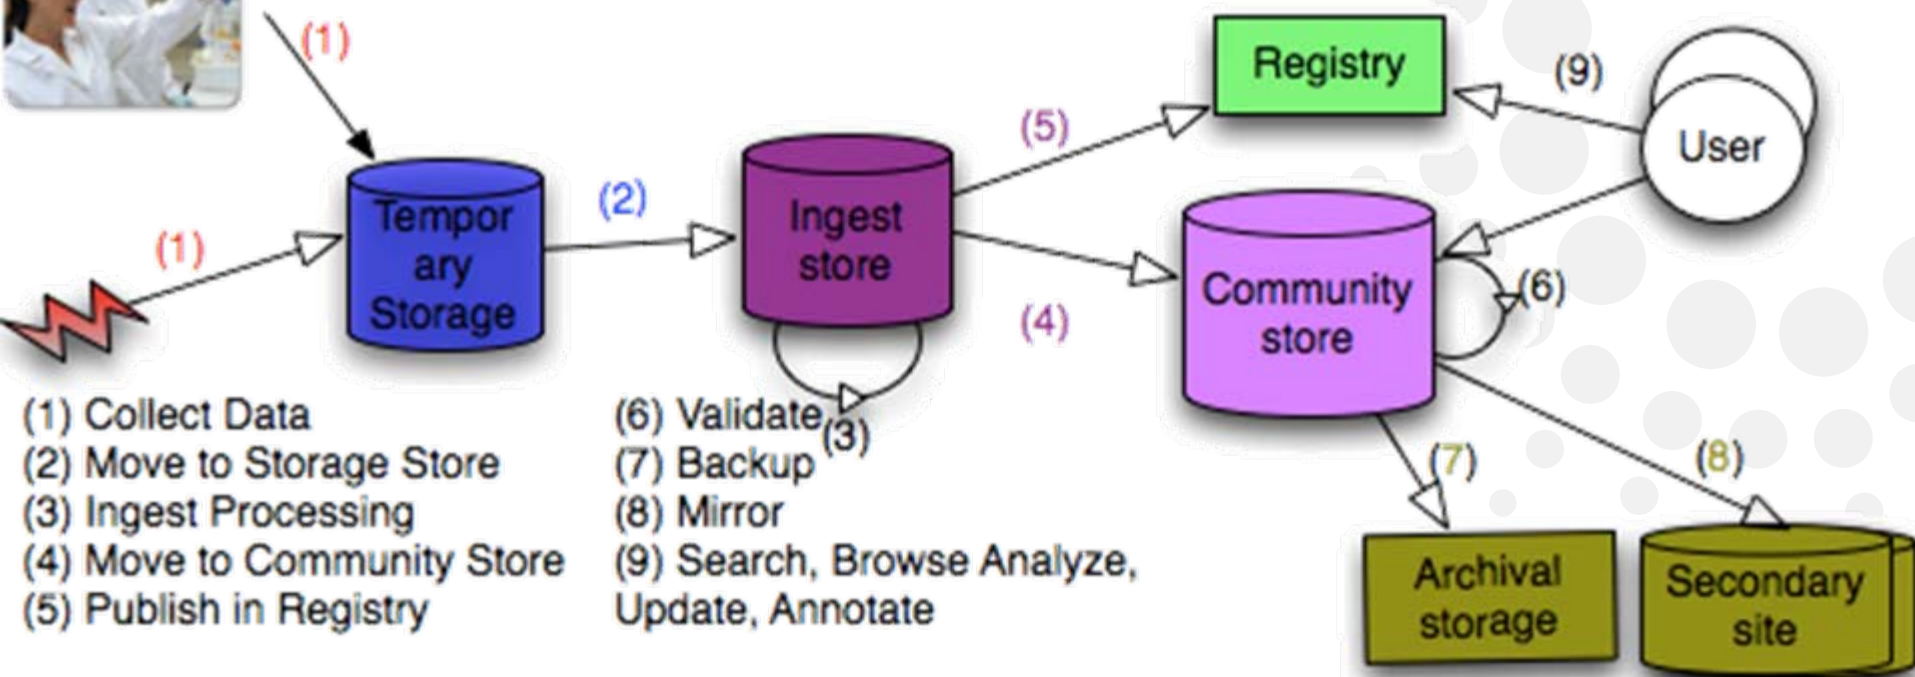 (1)
Registry
(9)
User
(5)
(2)
Tempor
ary
Storage
Ingest
store
(1)
Community
store
(6)
(4)
(3)
(7)
(8)
(1) Collect Data
(2) Move to Storage Store
(3) Ingest Processing
(4) Move to Community Store
(5) Publish in Registry
(6) Validate
(7) Backup
(8) Mirror
(9) Search, Browse Analyze,
Update, Annotate
Archival
storage
Secondary
site